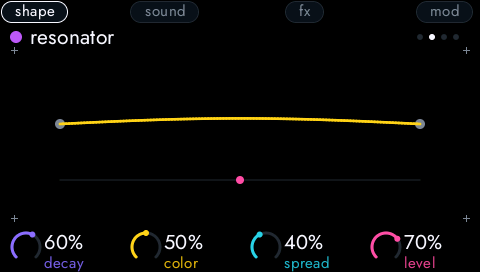 shape sound fx mod
resonator
60% 50% 40% 70%
decay color spread level